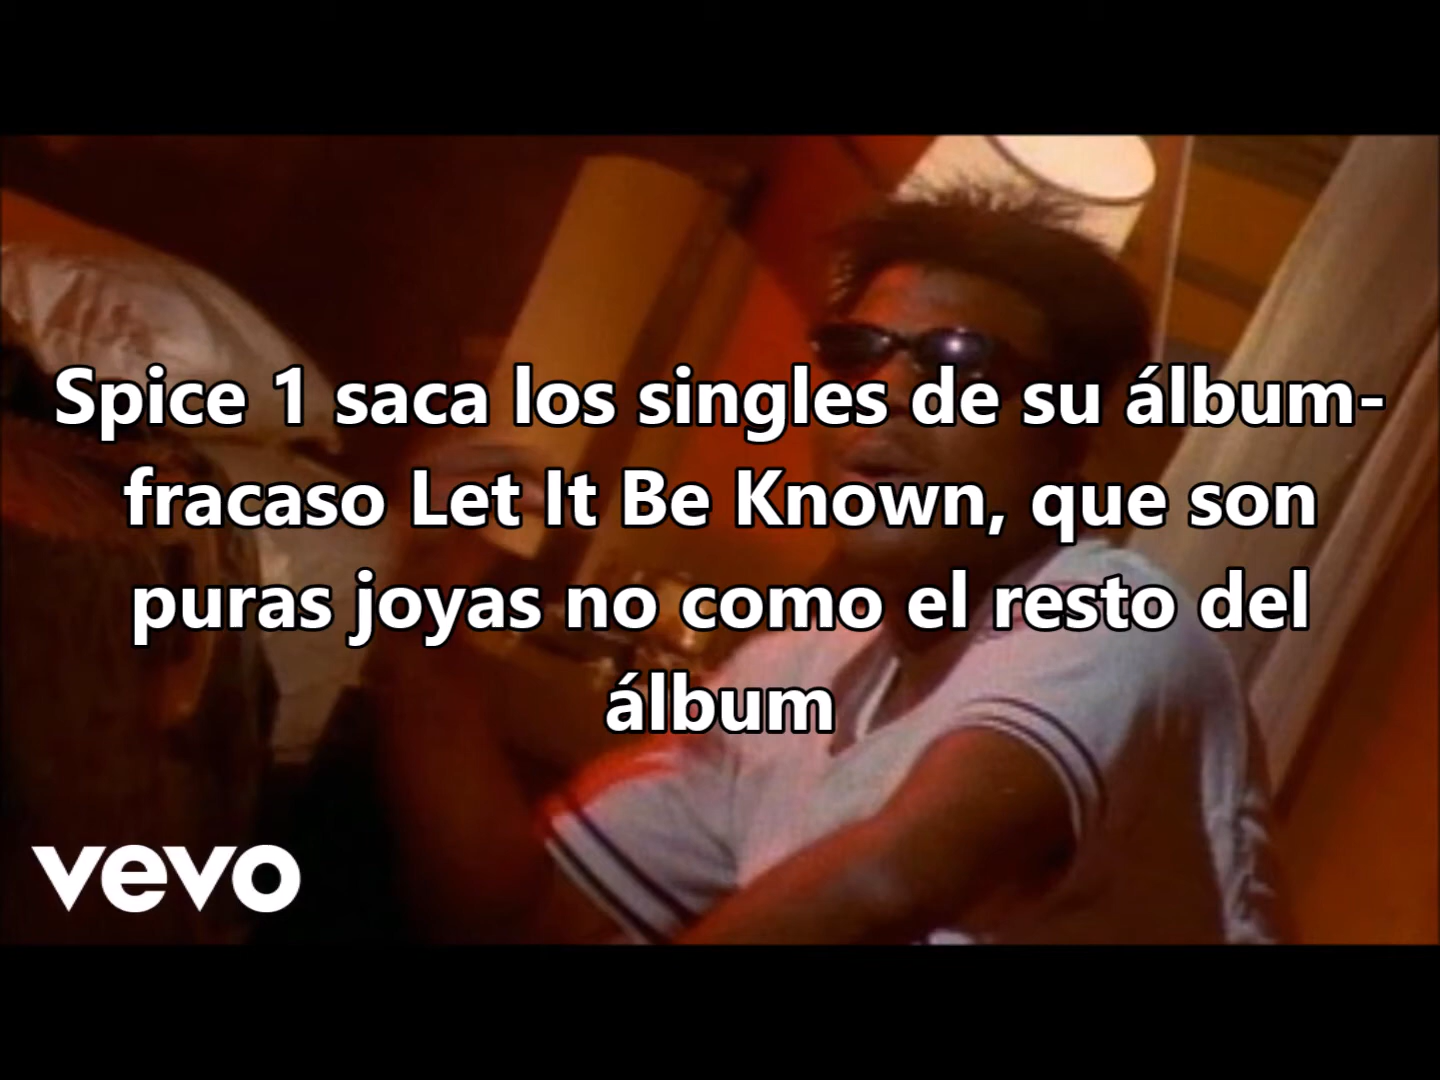 Spice 1 saca los singles de su álbum-
fracaso Let It Be Known, que son
puras joyas no como el resto del
álbum
vevo